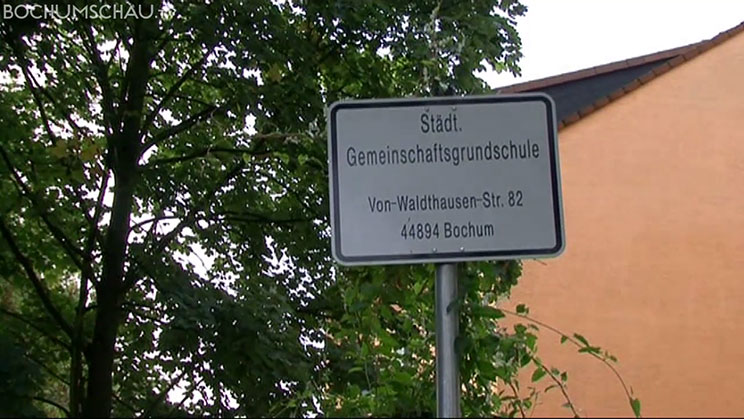 BOCHUMSCHAU.
Städt.
Gemeinschaftsgrundschule
Von-Waldthausen-Str. 82
44894 Bochum